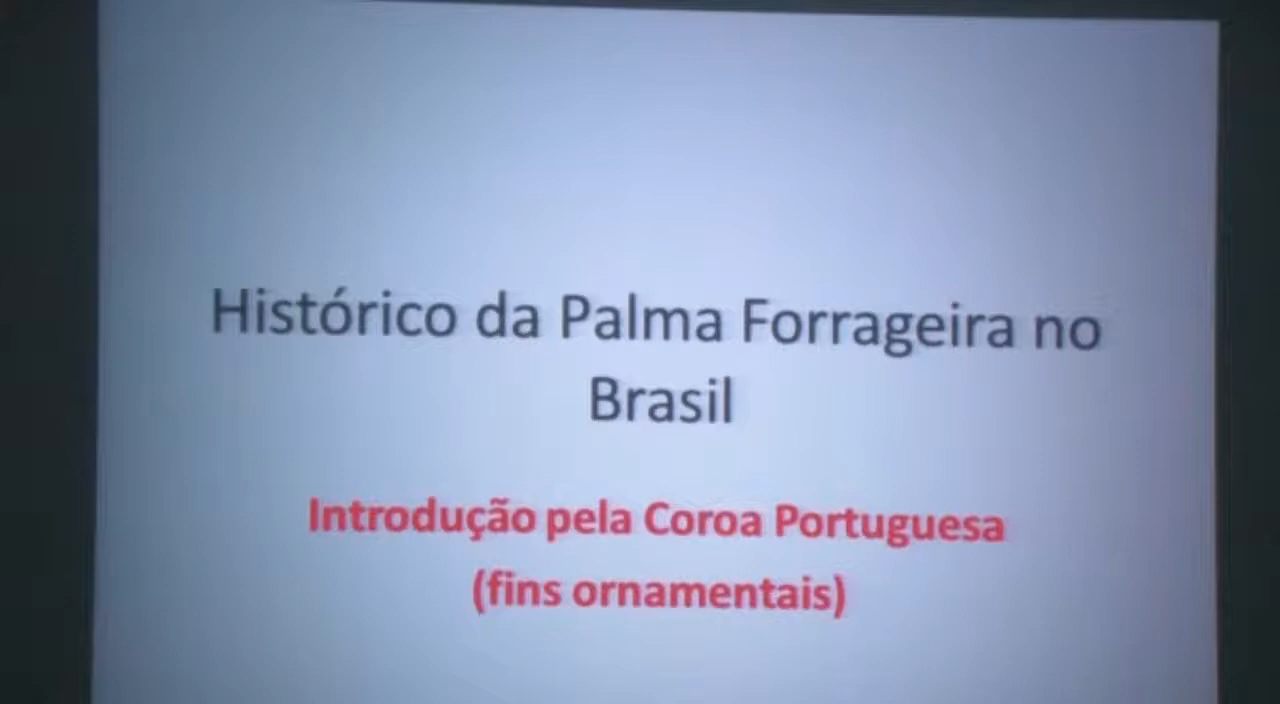 Histórico da Palma Forrageira no
Brasil
Introdução pela Coroa Portuguesa
(fins ornamentais)